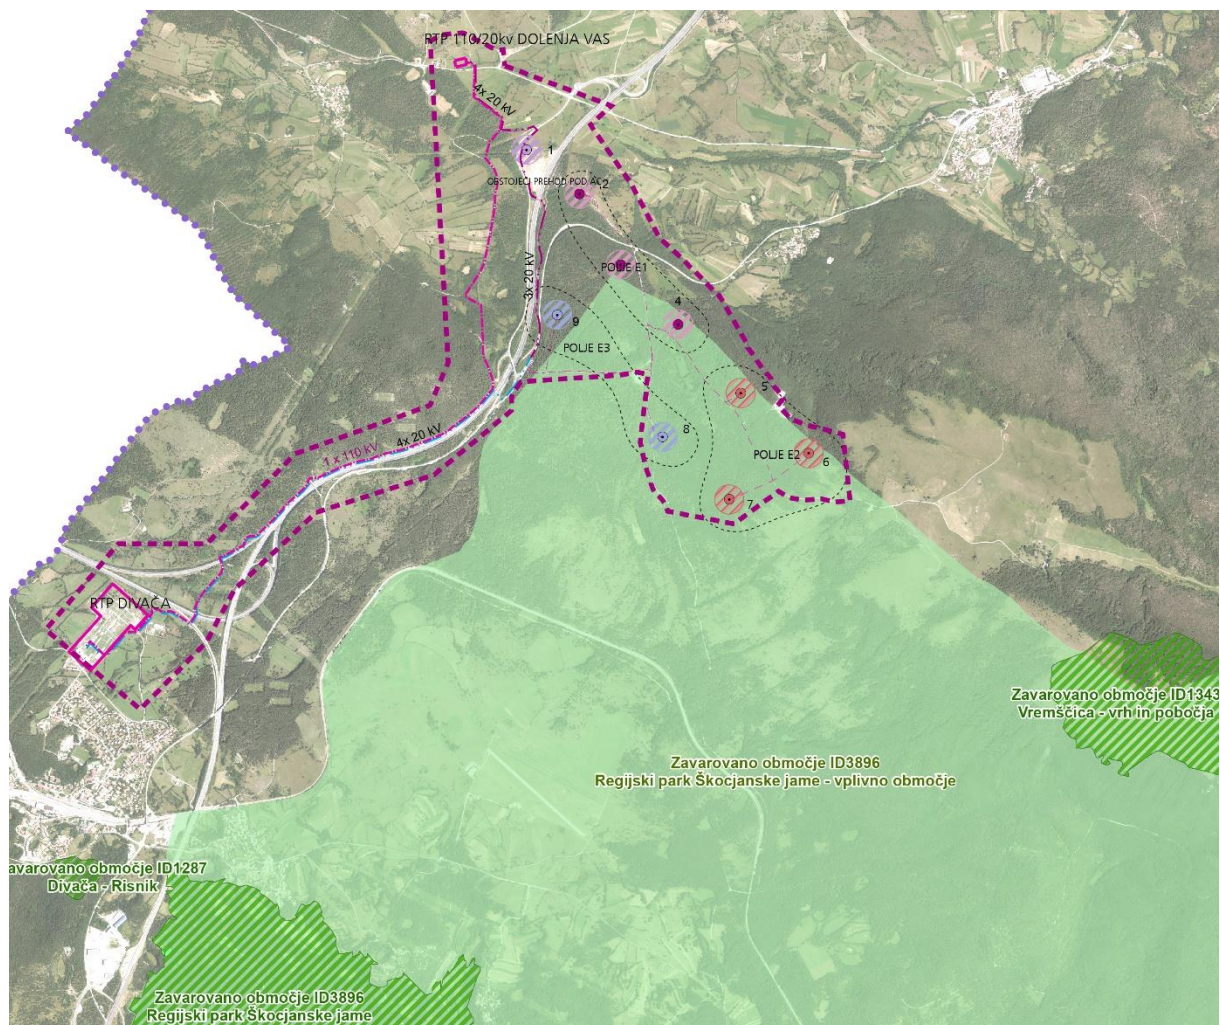 RTP 110/20kv DOLENJA VAS
4x 20 kV
1
OBSTOJEČI PREHOD POD AC
2
3x 20 kV
POLJE E1
4
9
POLJE E3
5
8
4x 20 kV
1 x 110 kV
POLJE E2
6
7
RTP DIVAČA
Zavarovano območje ID1343
Vremščica - vrh in pobočja
Zavarovano območje ID3896
Regijski park Škocjanske jame - vplivno območje
avarovano območje ID1287
Divača - Risnik
Zavarovano območje ID3896
Regijski park Škocjanske jame